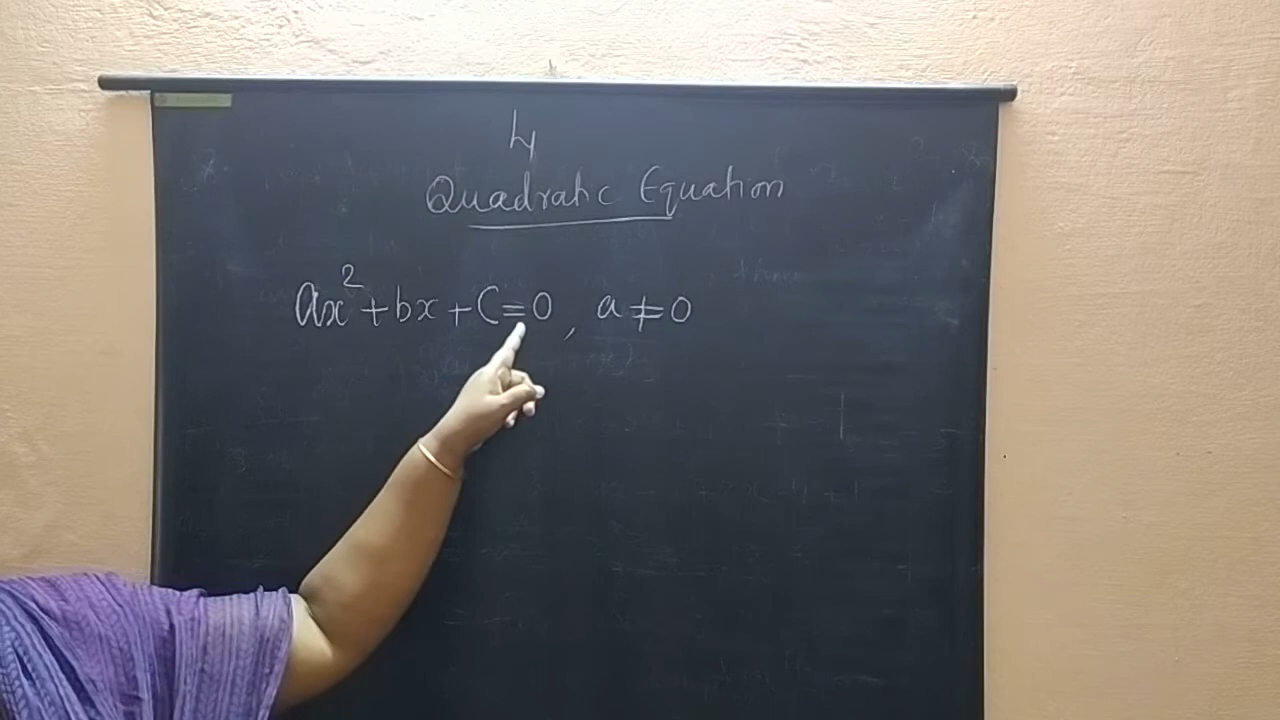 4
Quadratic Equation
ax² + bx + C = 0, a ≠ 0